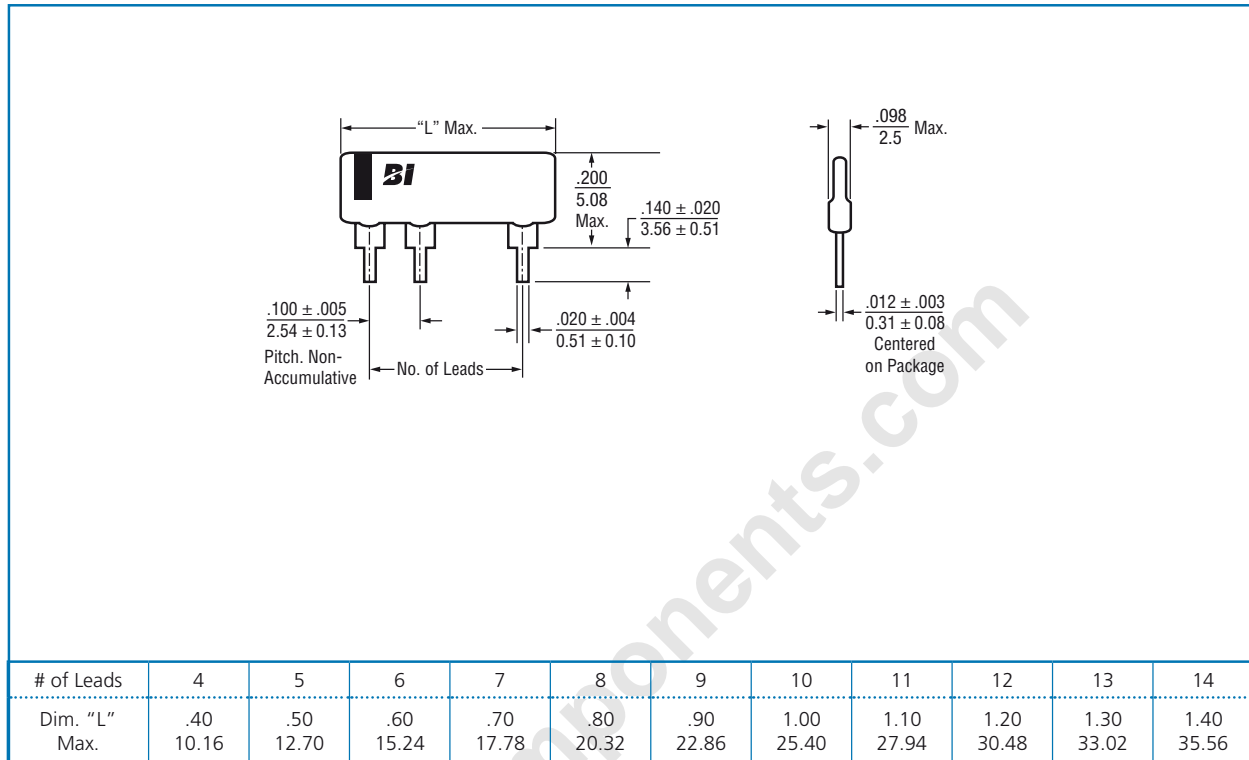 "L" Max.
BI
.200
5.08
Max.
.140 ± .020
3.56 ± 0.51
.100 ± .005
2.54 ± 0.13
Pitch. Non-
Accumulative
No. of Leads
.020 ± .004
0.51 ± 0.10
.098
2.5
Max.
.012 ± .003
0.31 ± 0.08
Centered
on Package
mponents.com
# of Leads 4 5 6 7 8 9 10 11 12 13 14
Dim. "L" .40 .50 .60 .70 .80 .90 1.00 1.10 1.20 1.30 1.40
Max. 10.16 12.70 15.24 17.78 20.32 22.86 25.40 27.94 30.48 33.02 35.56